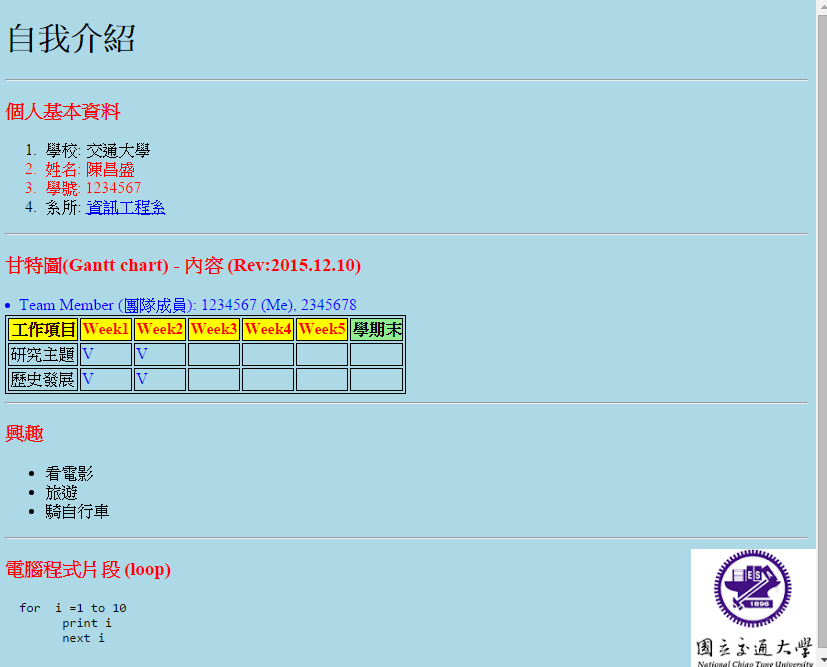 自我介紹
個人基本資料
1. 學校: 交通大學
2. 姓名: 陳昌盛
3. 學號: 1234567
4. 系所: 資訊工程系
甘特圖(Gantt chart) - 內容 (Rev:2015.12.10)
• Team Member (團隊成員): 1234567 (Me), 2345678
工作項目 Week1 Week2 Week3 Week4 Week5 學期末
研究主題 V V
歷史發展 V V
興趣
• 看電影
• 旅遊
• 騎自行車
電腦程式片段 (loop)
for i =1 to 10
print i
next i
ES
1896
國立交通大學
National Chiao Tung University